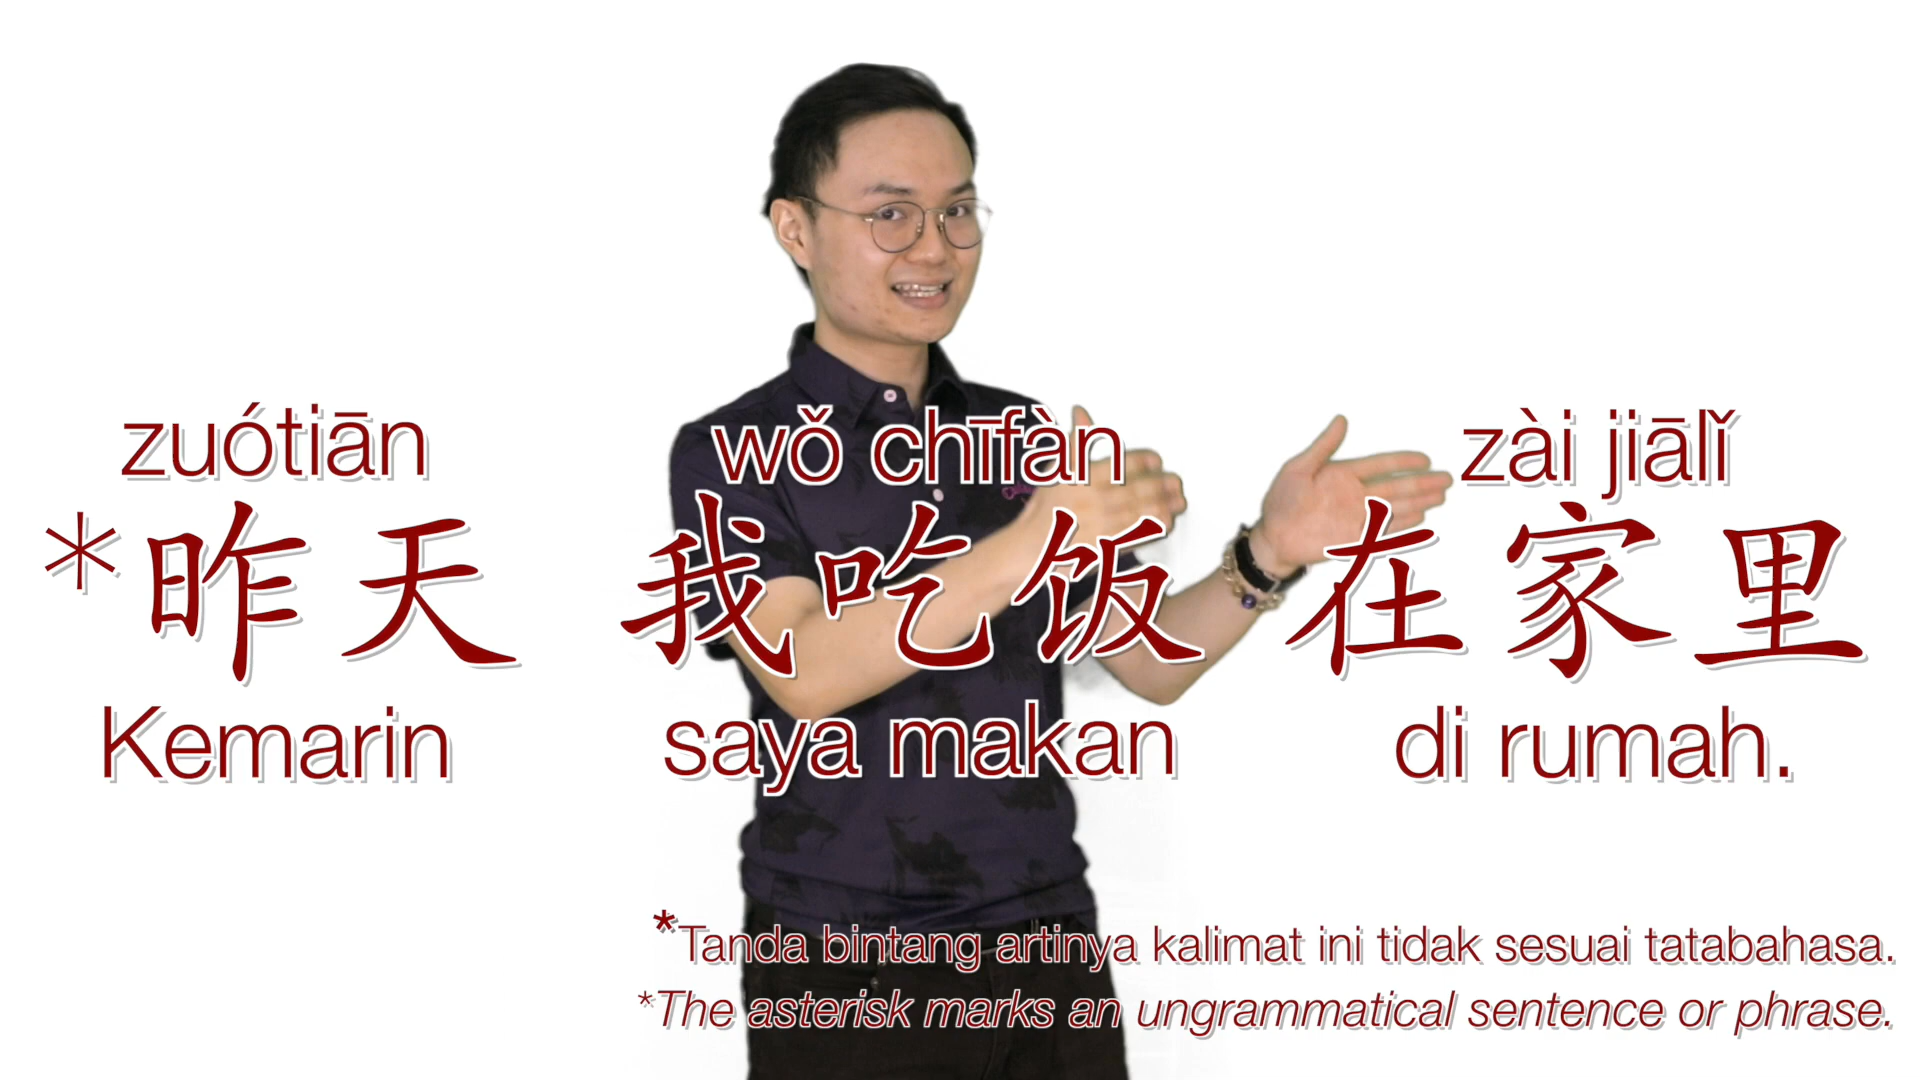 zuótiān wǒ chīfàn zài jiālǐ
*昨天 我吃饭 在家里
Kemarin saya makan di rumah.
*Tanda bintang artinya kalimat ini tidak sesuai tatabahasa.
*The asterisk marks an ungrammatical sentence or phrase.